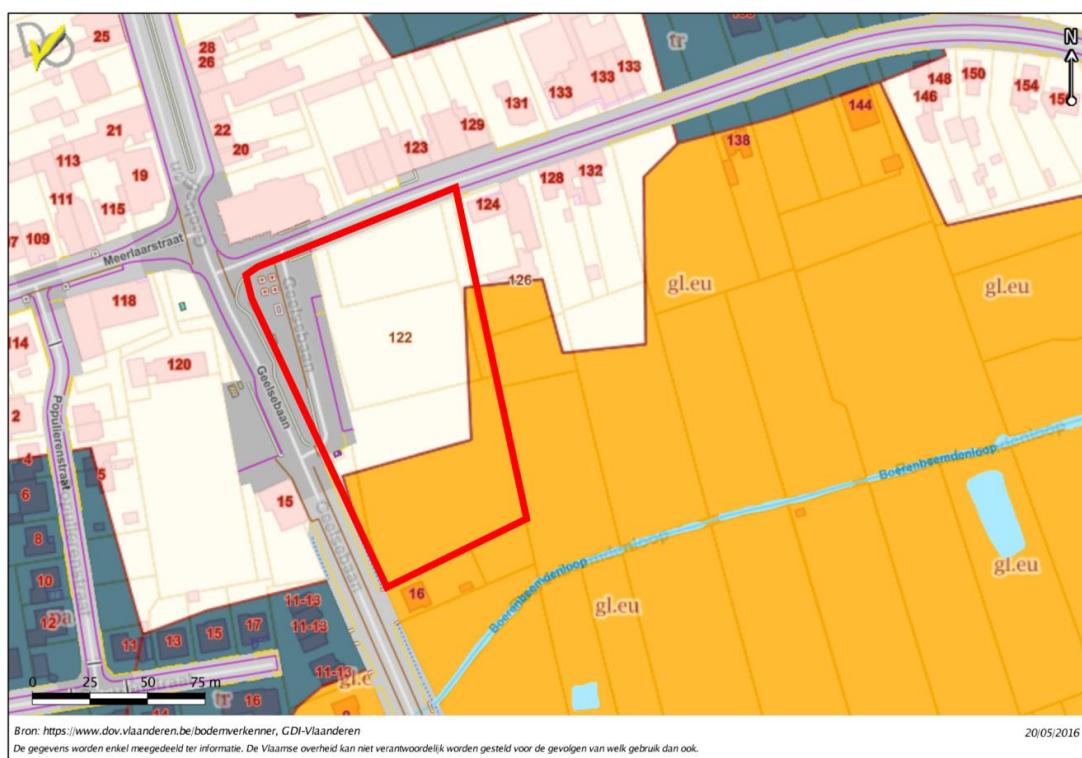 25
28
26
133
133
133
131
129
123
21
22
20
113
19
111
115
109
Meerlaarstraat
118
120
114
2
4
5
6
8
10
12
Populierenstraat
15
Geelsebaan
Geelsebaan
Geelsebaan
122
124
128
132
126
138
144
148
146
150
154
tr
N
gl.eu
gl.eu
gl.eu
gl.eu
Boerenbeemdenloop
Boerenbeemdenloop
16
11
13
15
17
11-13
11-13
11-13
16
tr
0 25 50 75 m
Bron: https://www.dov.vlaanderen.be/bodemverkenner, GDI-Vlaanderen
20/05/2016
De gegevens worden enkel meegedeeld ter informatie. De Vlaamse overheid kan niet verantwoordelijk worden gesteld voor de gevolgen van welk gebruik dan ook.